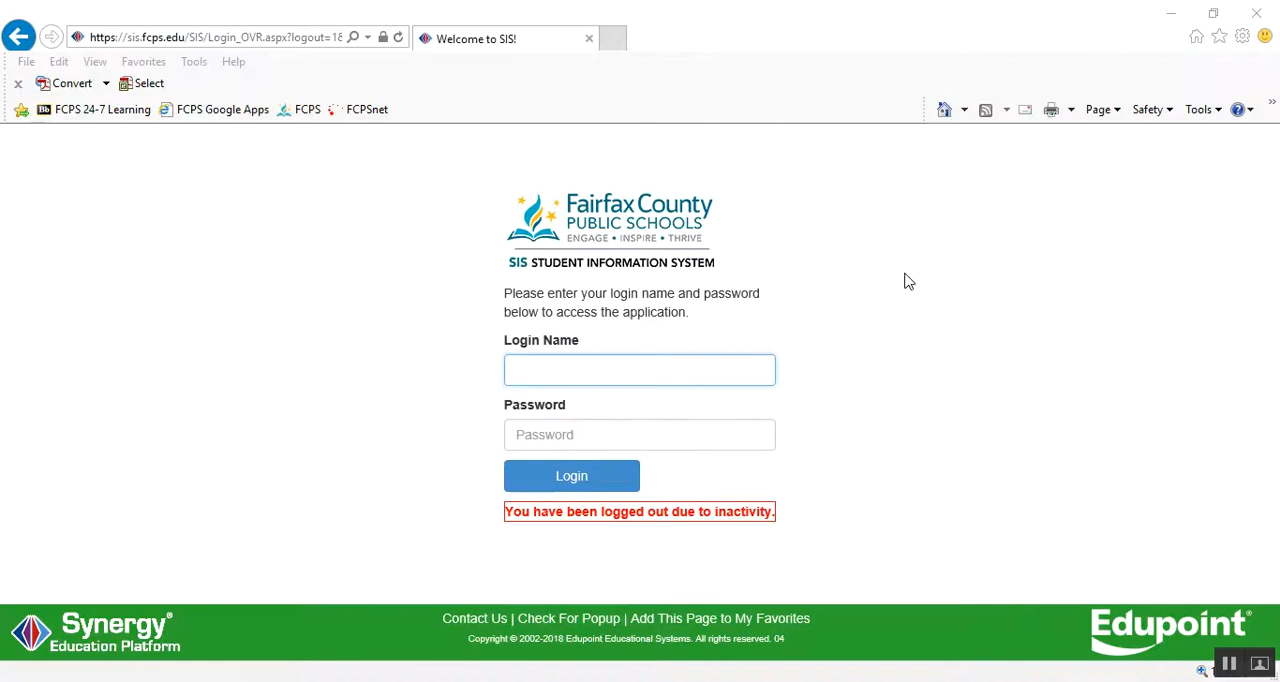 https://sis.fcps.edu/SIS/Login_OVR.aspx?logout=18
Welcome to SIS!
File Edit View Favorites Tools Help
x Convert Select
Bb FCPS 24-7 Learning FCPS Google Apps FCPS FCPSnet
Page Safety Tools
Fairfax County
PUBLIC SCHOOLS
ENGAGE • INSPIRE • THRIVE
SIS STUDENT INFORMATION SYSTEM
Please enter your login name and password
below to access the application.
Login Name
Password
Password
Login
You have been logged out due to inactivity.
Synergy®
Education Platform
Contact Us | Check For Popup | Add This Page to My Favorites
Copyright © 2002-2018 Edupoint Educational Systems. All rights reserved. 04
Edupoint®